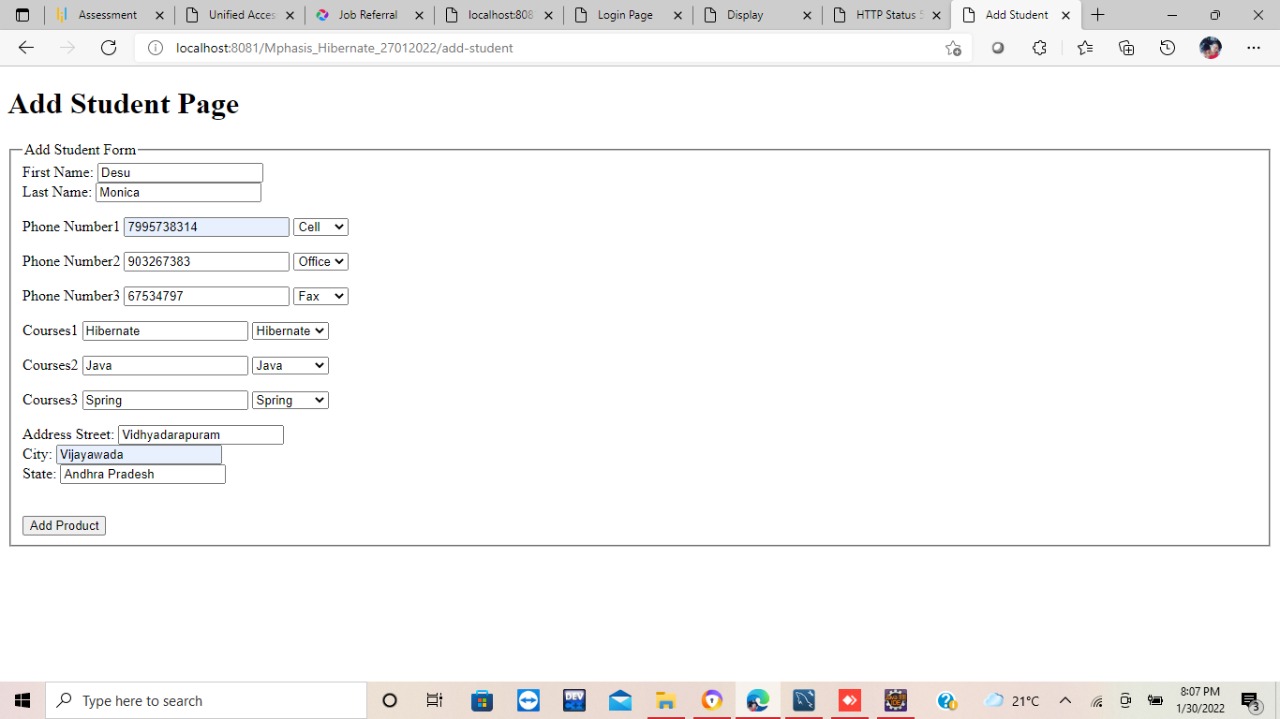 Assessment
Unified Acces
Job Referral
localhost:808
Login Page
Display
HTTP Status 5
Add Student
localhost:8081/Mphasis_Hibernate_27012022/add-student
Add Student Page
Add Student Form
First Name: Desu
Last Name: Monica
Phone Number1 7995738314 Cell
Phone Number2 903267383 Office
Phone Number3 67534797 Fax
Courses1 Hibernate Hibernate
Courses2 Java Java
Courses3 Spring Spring
Address Street: Vidhyadarapuram
City: Vijayawada
State: Andhra Pradesh
Add Product
Type here to search
DEV
21°C
8:07 PM
1/30/2022
3